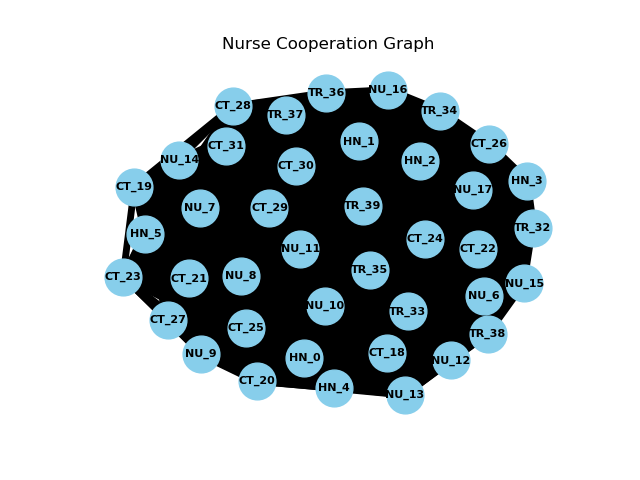 Nurse Cooperation Graph
NU_16
TR_36
CT_28
TR_34
TR_37
HN_1
CT_26
CT_31
NU_14
HN_2
CT_30
HN_3
CT_19
NU_17
TR_39
NU_7
CT_29
TR_32
HN_5
CT_24
NU_11
CT_22
TR_35
CT_23
CT_21
NU_8
NU_15
NU_6
NU_10
TR_33
CT_27
CT_25
TR_38
NU_9
CT_18
HN_0
NU_12
CT_20
HN_4
NU_13